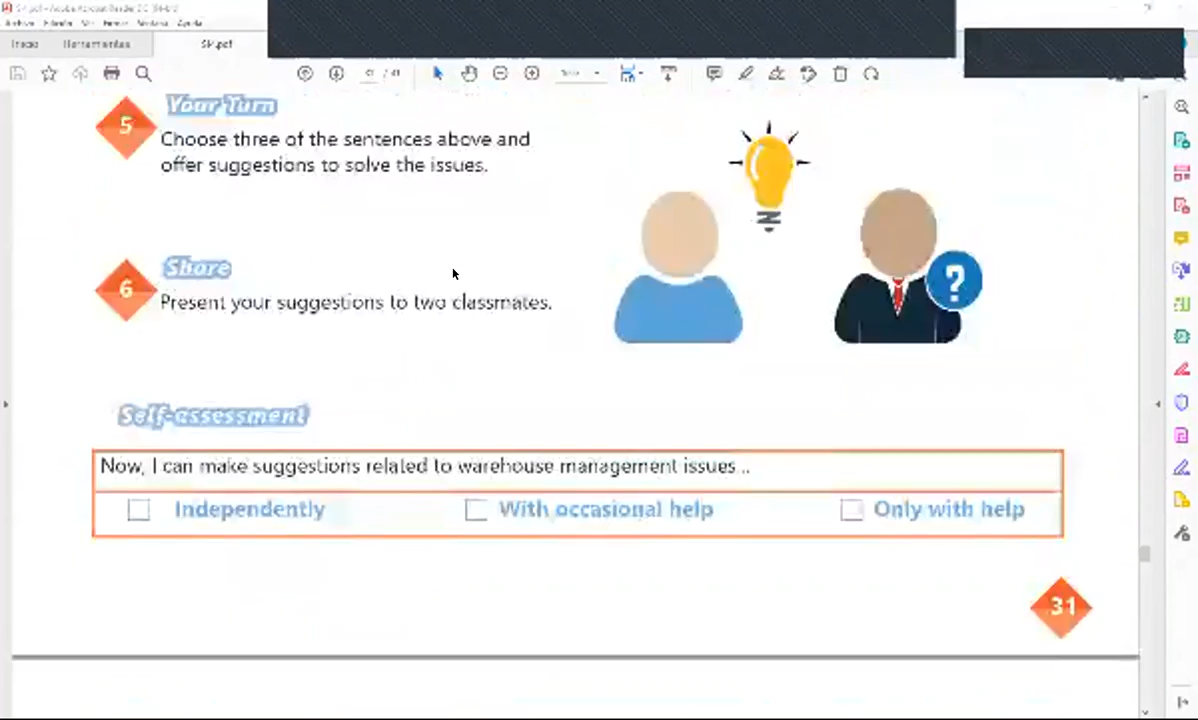 Inicio
Herramientas
5
Your Turn
Choose three of the sentences above and
offer suggestions to solve the issues.
?
6
Share
Present your suggestions to two classmates.
Self-assessment
Now, I can make suggestions related to warehouse management issues...
Independently
With occasional help
Only with help
31